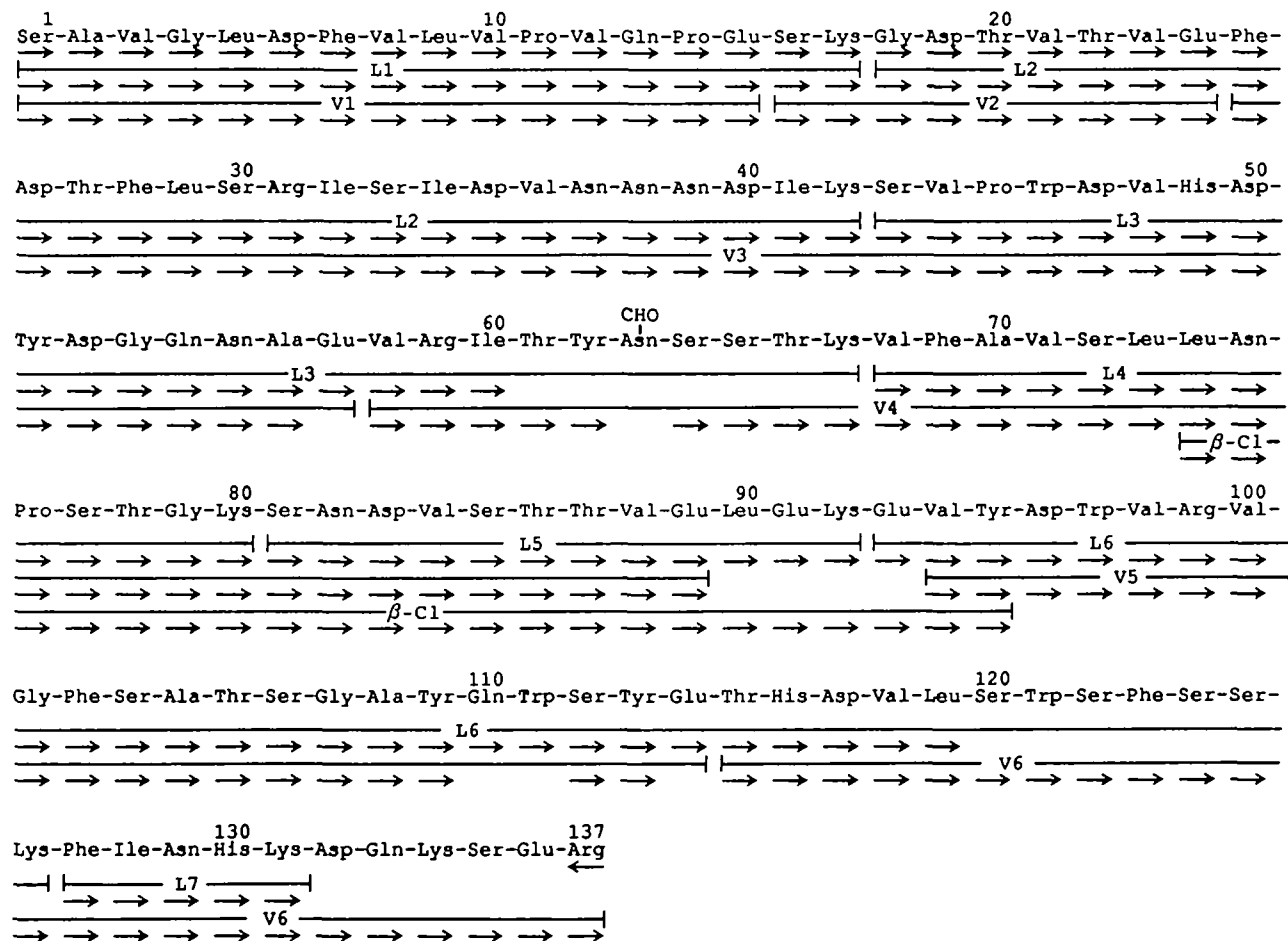 1 10 20
Ser-Ala-Val-Gly-Leu-Asp-Phe-Val-Leu-Val-Pro-Val-Gln-Pro-Glu-Ser-Lys-Gly-Asp-Thr-Val-Thr-Val-Glu-Phe-
L1 L2
V1 V2
30 40 50
Asp-Thr-Phe-Leu-Ser-Arg-Ile-Ser-Ile-Asp-Val-Asn-Asn-Asn-Asp-Ile-Lys-Ser-Val-Pro-Trp-Asp-Val-His-Asp-
L2 L3
V3
CHO
60 70
Tyr-Asp-Gly-Gln-Asn-Ala-Glu-Val-Arg-Ile-Thr-Tyr-Asn-Ser-Ser-Thr-Lys-Val-Phe-Ala-Val-Ser-Leu-Leu-Asn-
L3 L4
V4
β-C1
80 90 100
Pro-Ser-Thr-Gly-Lys-Ser-Asn-Asp-Val-Ser-Thr-Thr-Val-Glu-Leu-Glu-Lys-Glu-Val-Tyr-Asp-Trp-Val-Arg-Val-
L5 L6
V5
β-C1
110 120
Gly-Phe-Ser-Ala-Thr-Ser-Gly-Ala-Tyr-Gln-Trp-Ser-Tyr-Glu-Thr-His-Asp-Val-Leu-Ser-Trp-Ser-Phe-Ser-Ser-
L6
V6
130 137
Lys-Phe-Ile-Asn-His-Lys-Asp-Gln-Lys-Ser-Glu-Arg
L7
V6